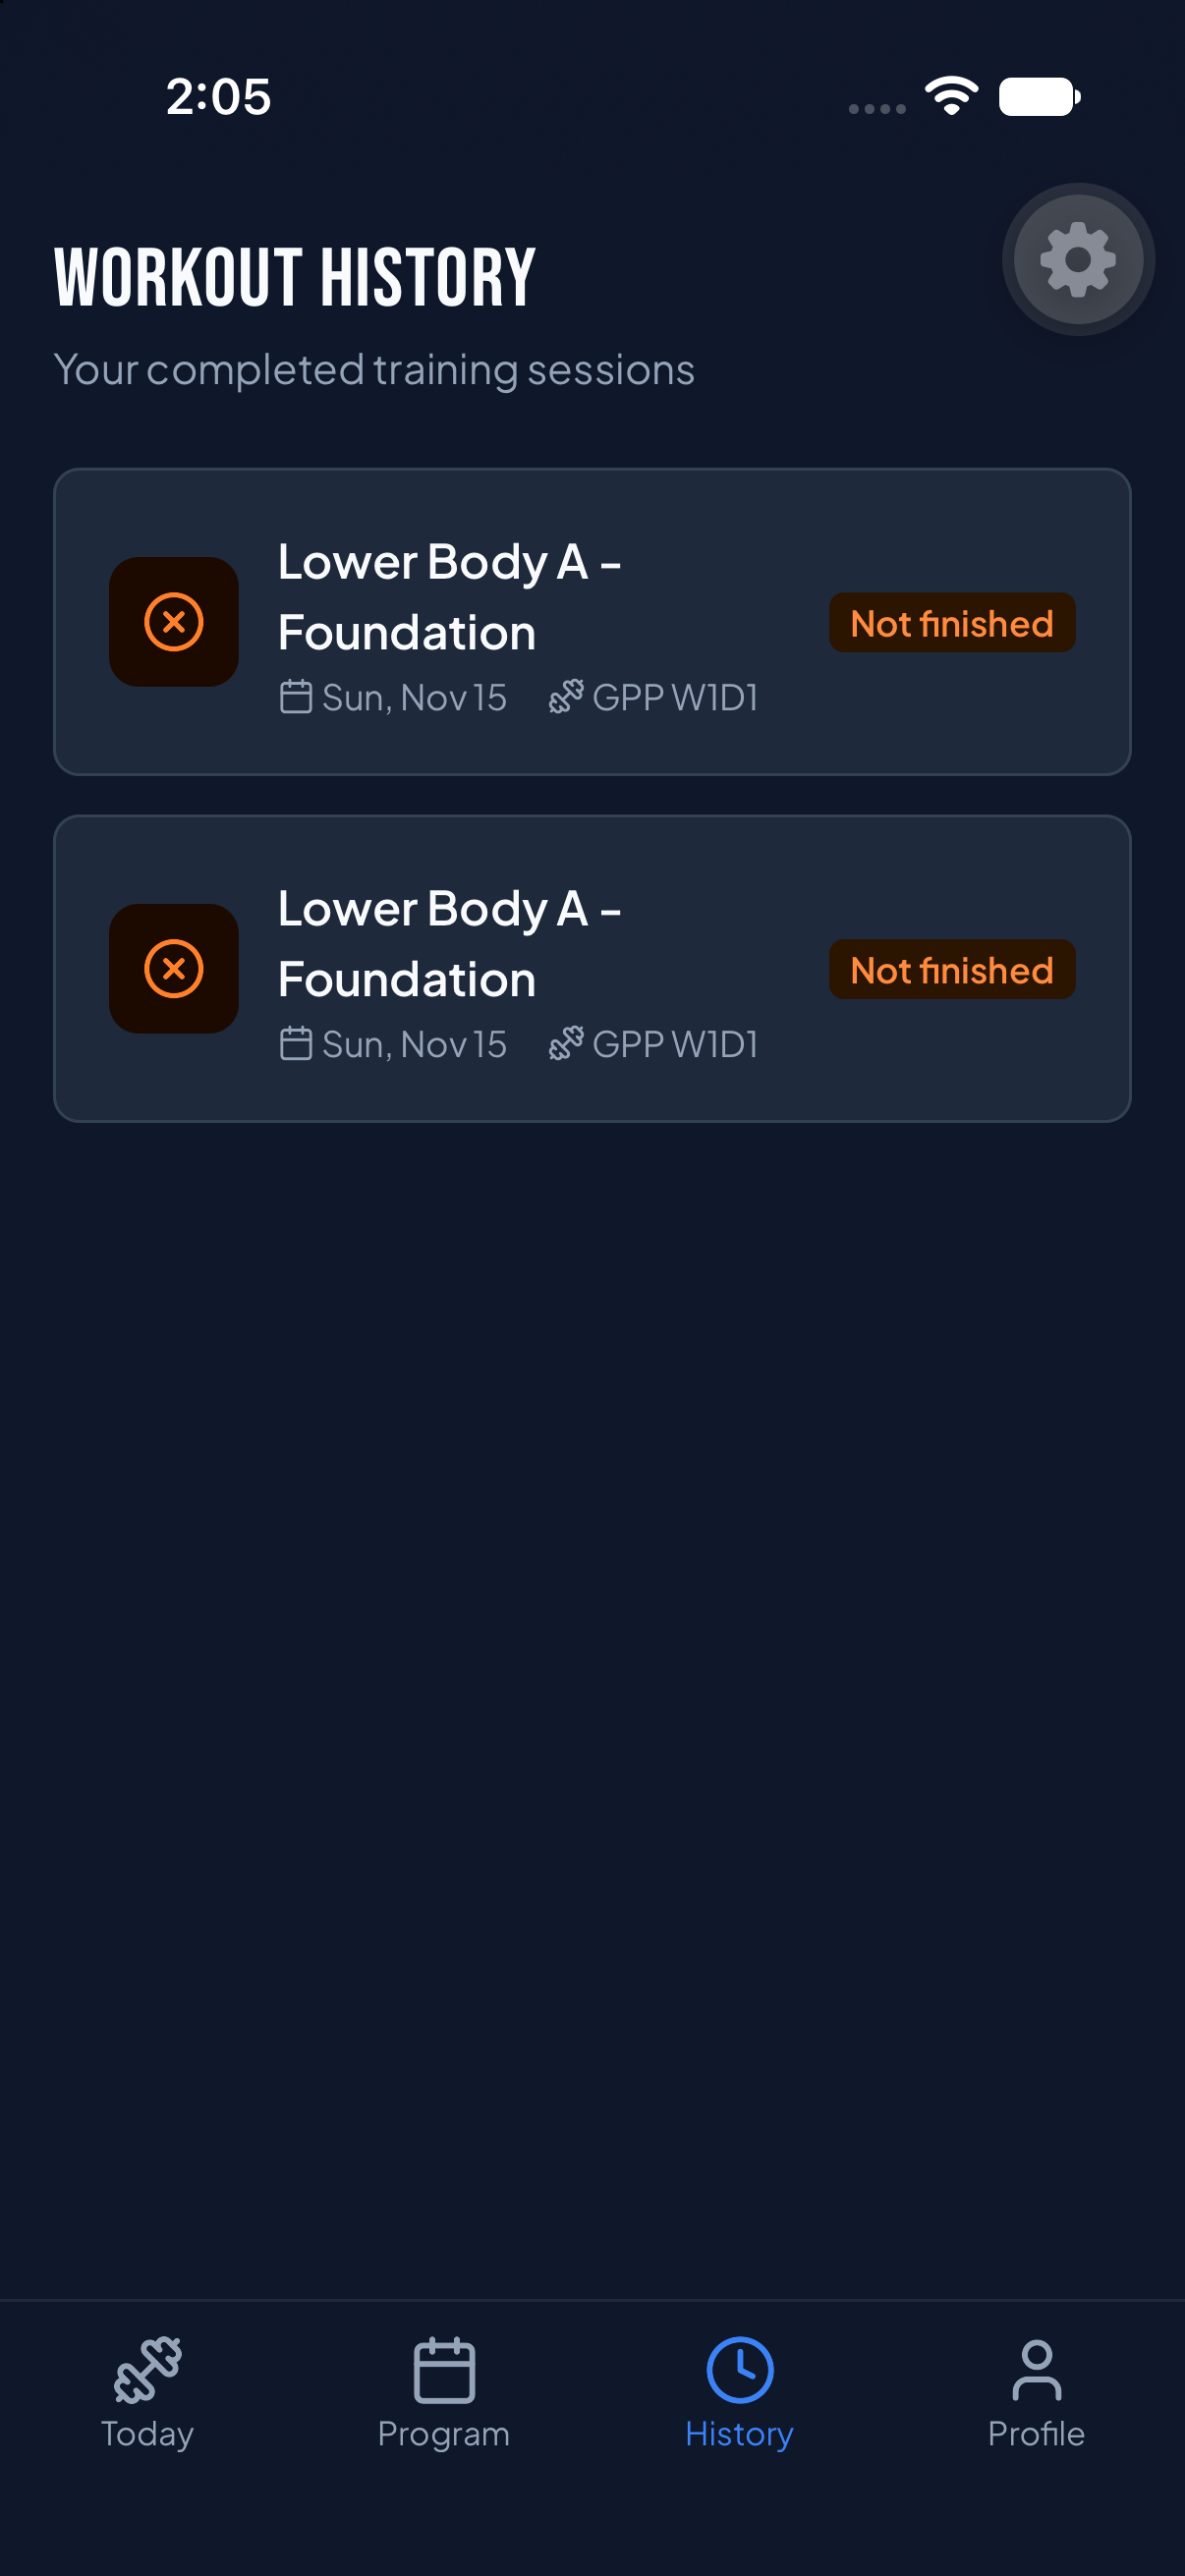 2:05
WORKOUT HISTORY
Your completed training sessions
Lower Body A –
Foundation
Not finished
Sun, Nov 15 GPP W1D1
Lower Body A –
Foundation
Not finished
Sun, Nov 15 GPP W1D1
Today Program History Profile